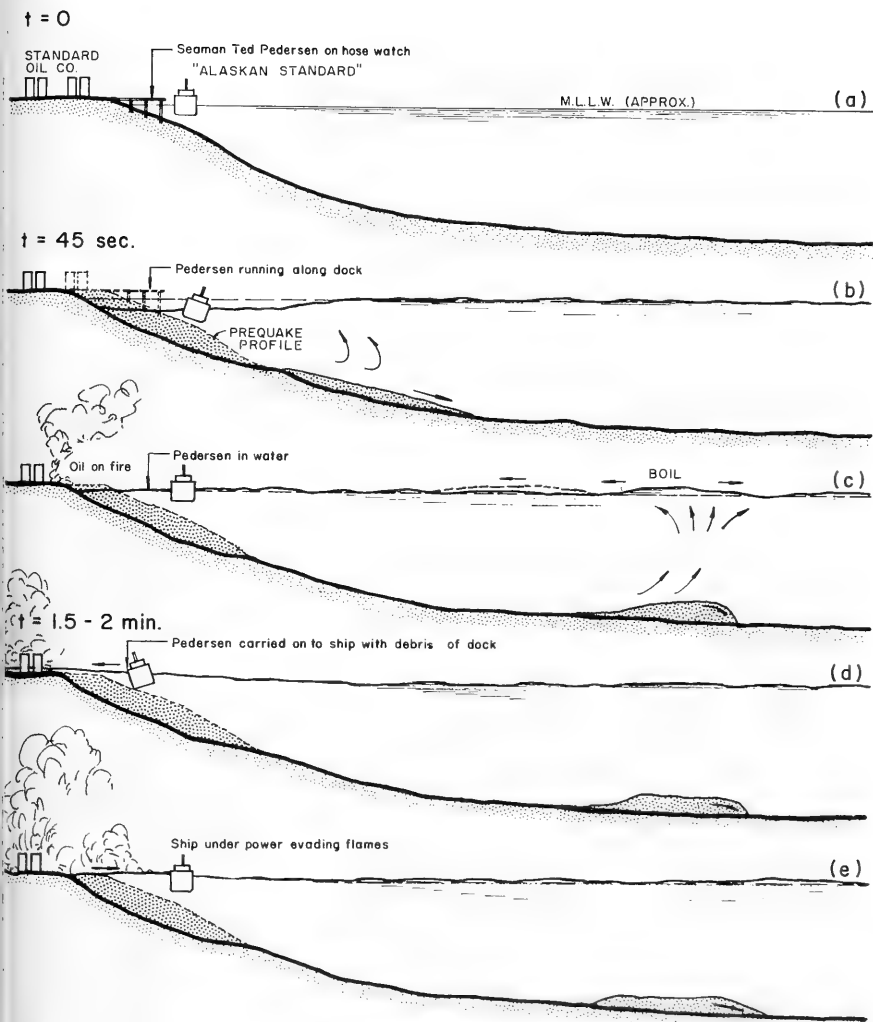 t = 0
STANDARD
OIL CO.
Seaman Ted Pedersen on hose watch
"ALASKAN STANDARD"
M.L.L.W. (APPROX.)
(a)
t = 45 sec.
Pedersen running along dock
(b)
PREQUAKE
PROFILE
Oil on fire
Pedersen in water
BOIL
(c)
t = 1.5 - 2 min.
Pedersen carried on to ship with debris of dock
(d)
Ship under power evading flames
(e)